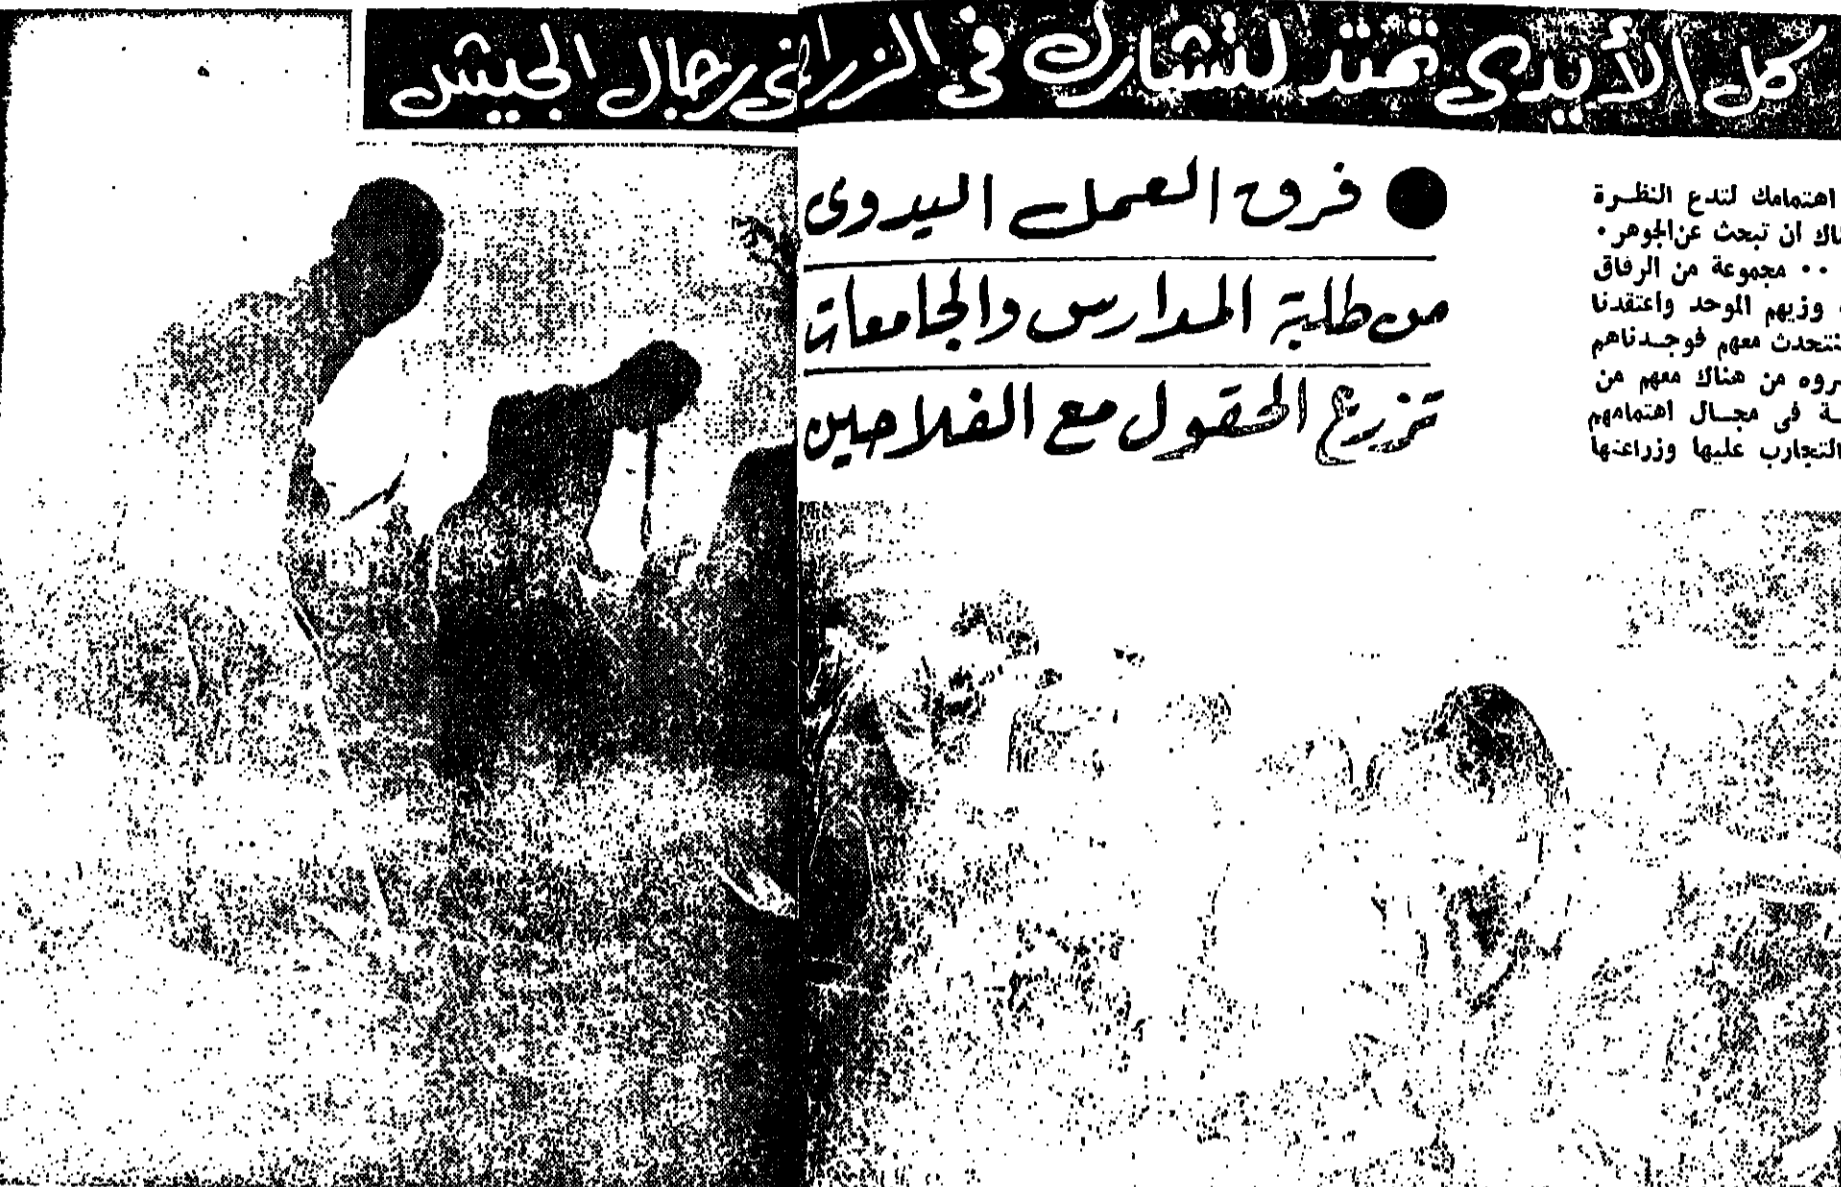 كل الأيدى تمتد لتشارك فى رجال الجيش
● فرق العمل اليدوى
من طلبة المدارس والجامعات
تزرع الحقول مع الفلاحين
اهتمامك لتدع النظرة
ان تبحث عن الجوهر ٠
٠٠ مجموعة من الرفاق
وزيهم الموحد واعتقدنا
نتحدث معهم فوجدناهم
من هناك معهم من
فى مجال اهتمامهم
التجارب عليها وزراعتها